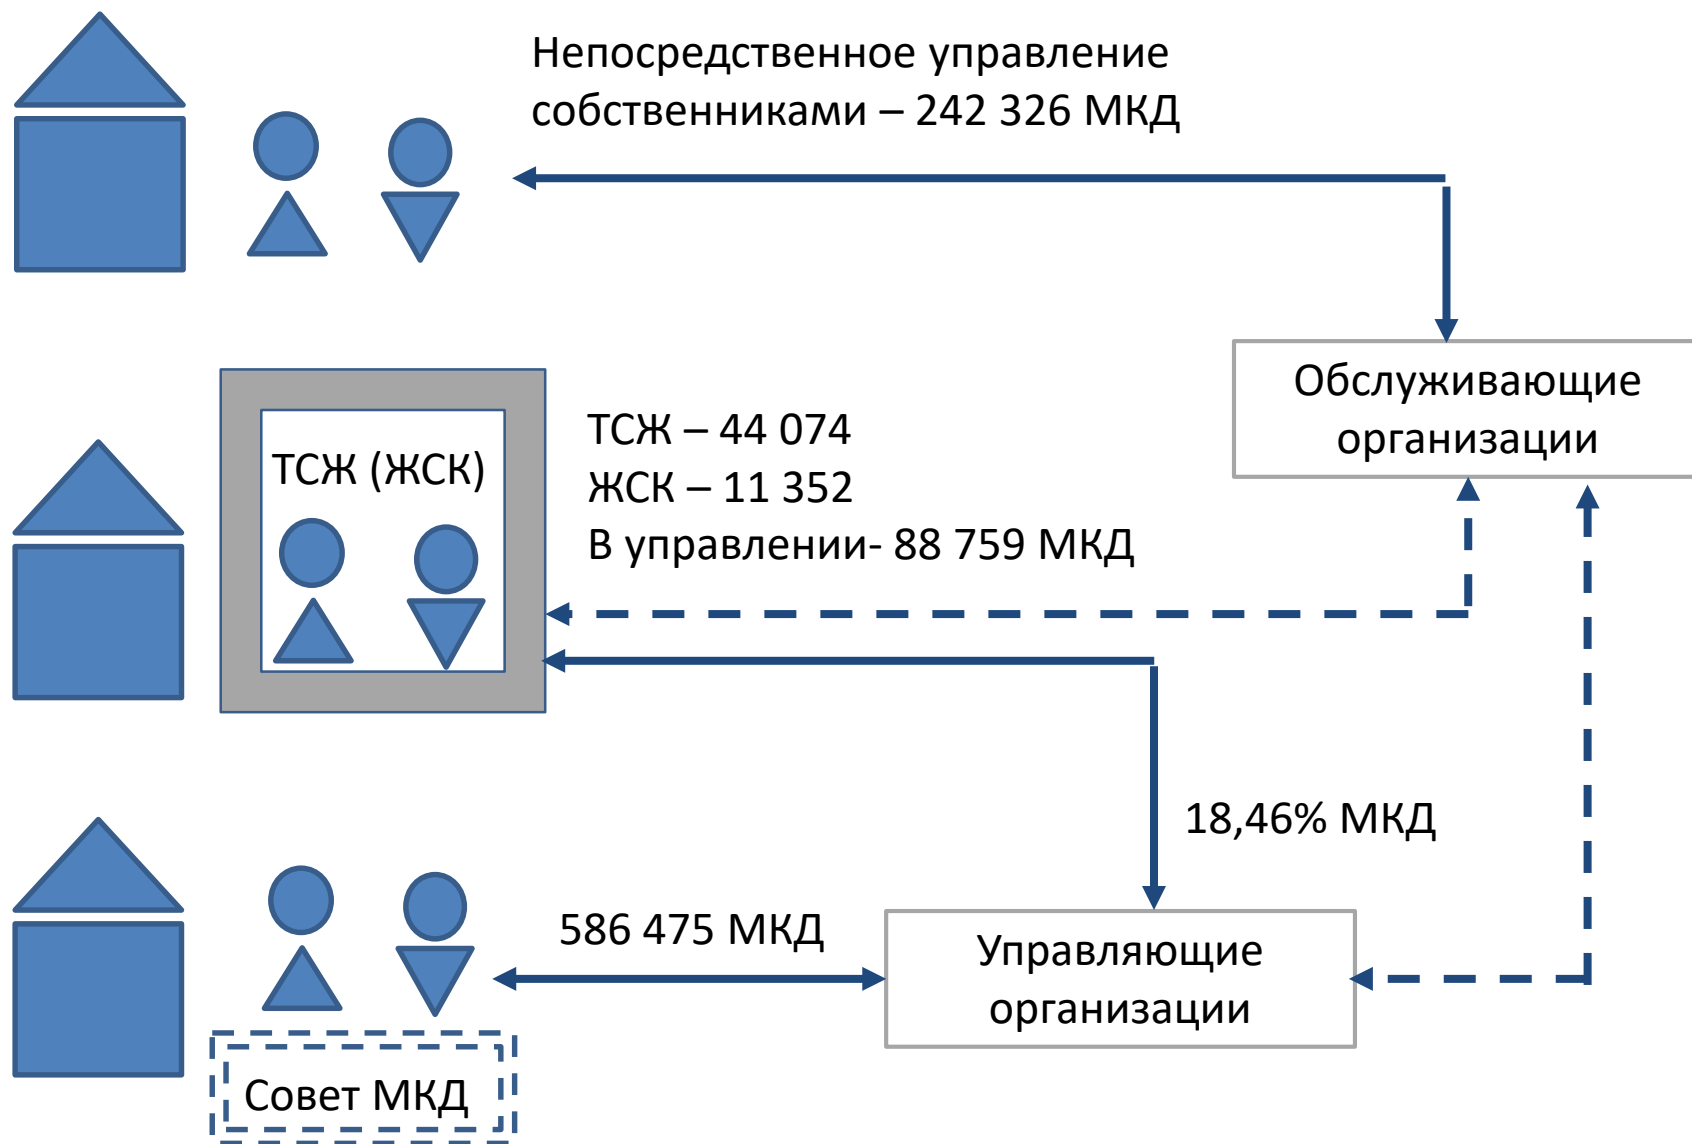 Непосредственное управление
собственниками – 242 326 МКД
Обслуживающие
организации
ТСЖ (ЖСК)
ТСЖ – 44 074
ЖСК – 11 352
В управлении- 88 759 МКД
18,46% МКД
586 475 МКД
Управляющие
организации
Совет МКД